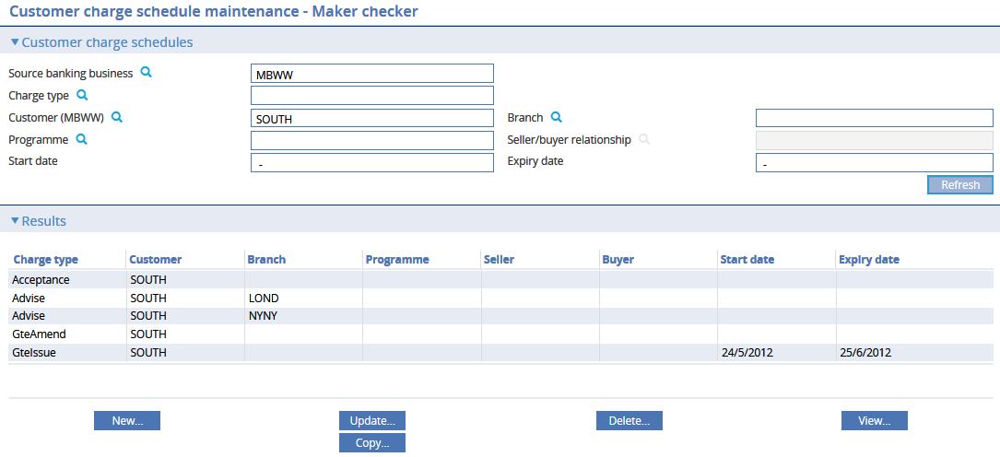 Customer charge schedule maintenance - Maker checker
Customer charge schedules
Source banking business MBWW
Charge type
Customer (MBWW) SOUTH Branch
Programme Seller/buyer relationship
Start date - Expiry date -
Refresh
Results
Charge type Customer Branch Programme Seller Buyer Start date Expiry date
Acceptance SOUTH
Advise SOUTH LOND
Advise SOUTH NYNY
GteAmend SOUTH
GteIssue SOUTH 24/5/2012 25/6/2012
New... Update... Delete... View...
Copy...